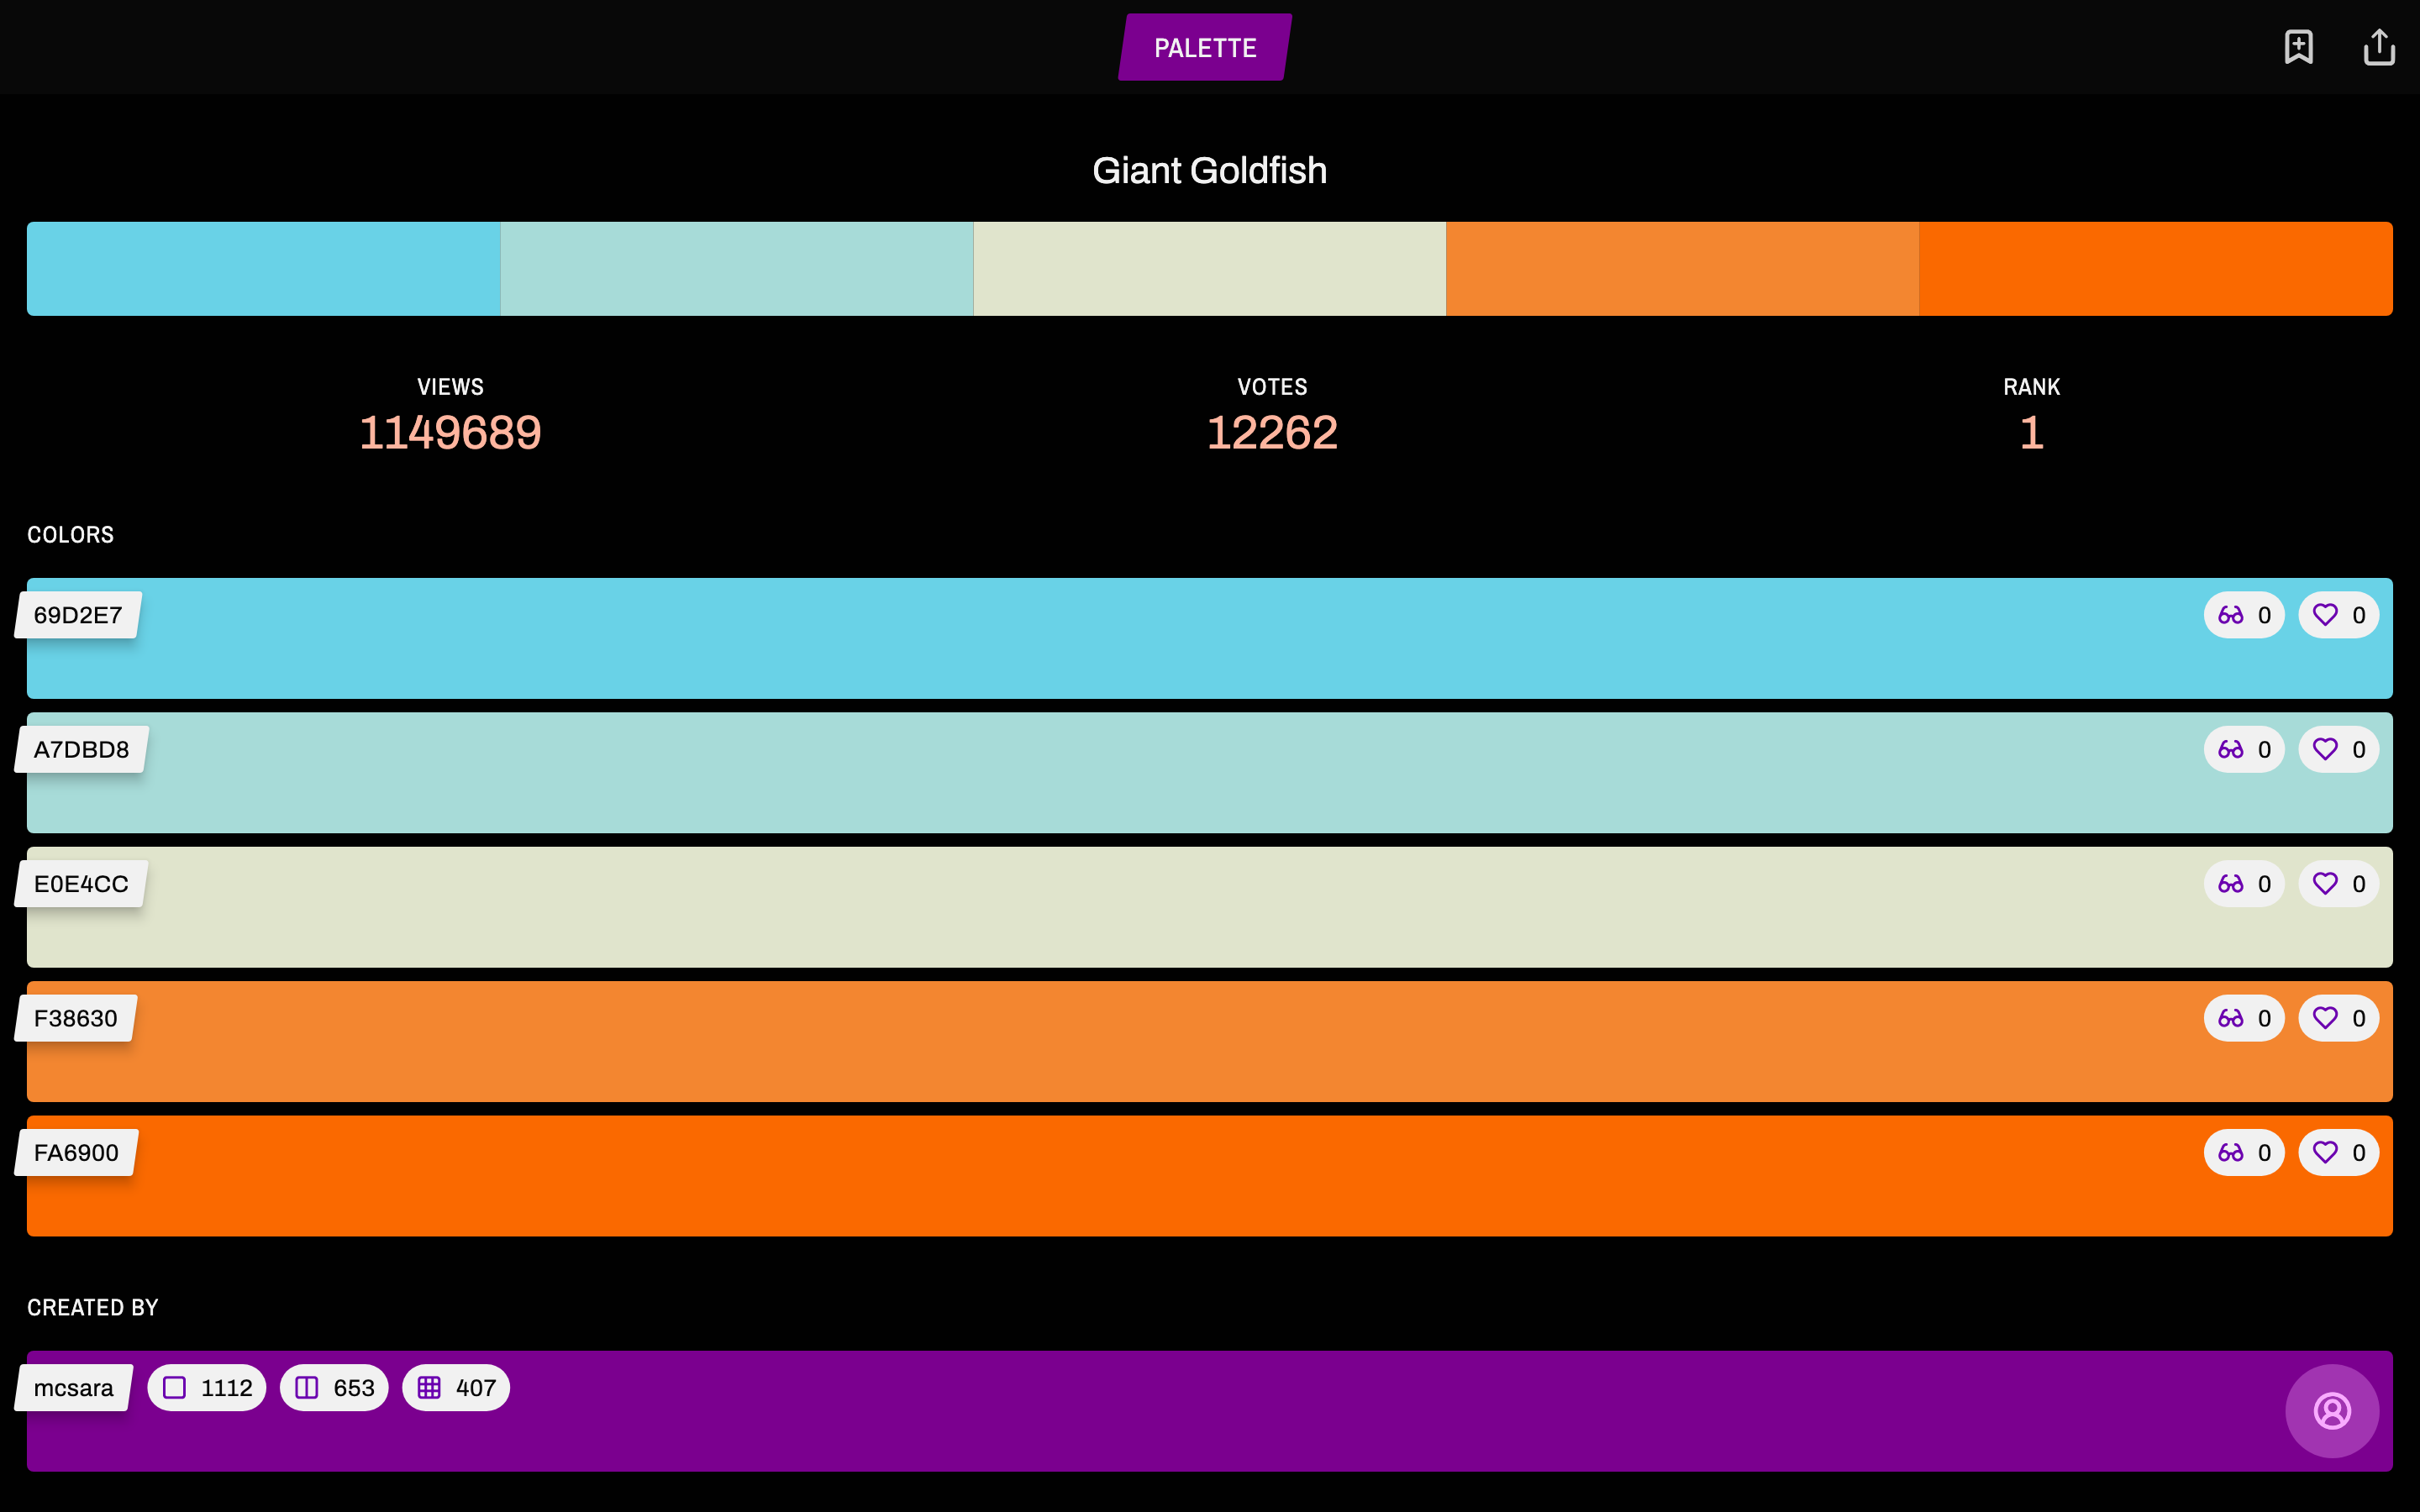 PALETTE
Giant Goldfish
VIEWS VOTES RANK
1149689 12262 1
COLORS
69D2E7 0 0
A7DBD8 0 0
E0E4CC 0 0
F38630 0 0
FA6900 0 0
CREATED BY
mcsara 1112 653 407